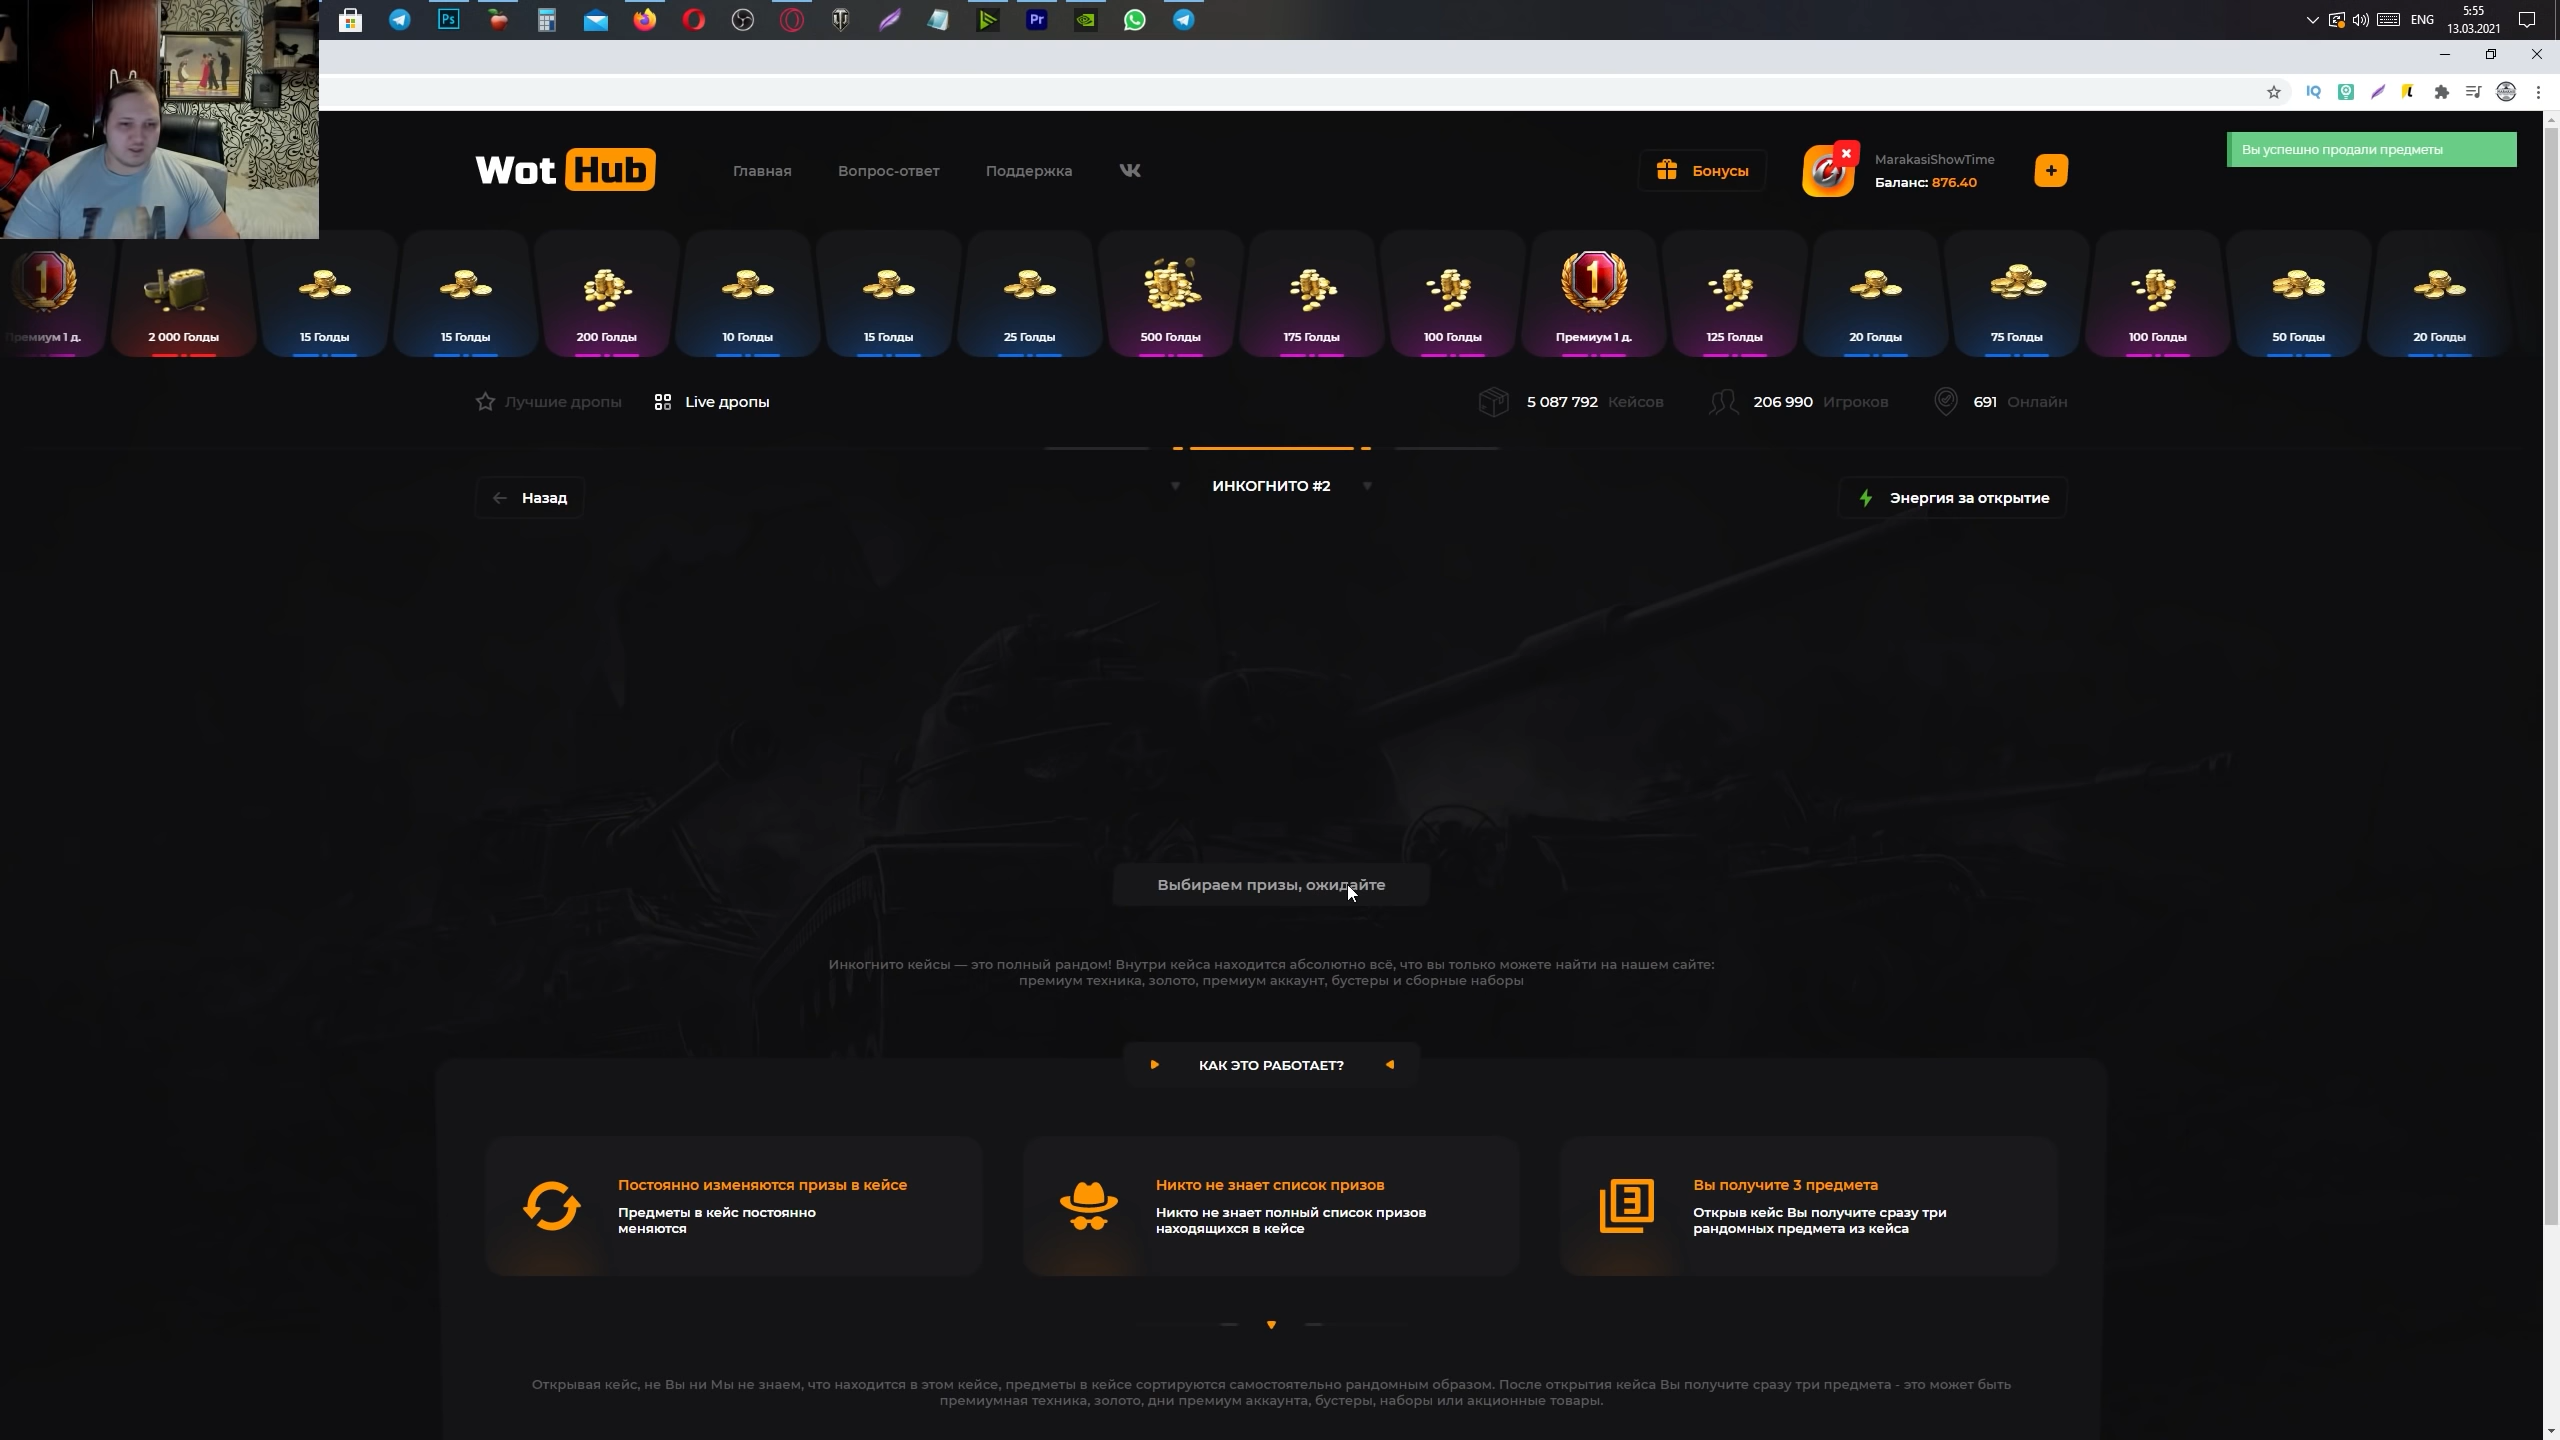 Ps
Pr
ENG
5:55
13.03.2021
IQ
Wot Hub
Главная
Вопрос-ответ
Поддержка
Бонусы
MarakasiShowTime
Баланс: 876.40
Вы успешно продали предметы
Премиум 1 д.
2 000 Голды
15 Голды
15 Голды
200 Голды
10 Голды
15 Голды
25 Голды
500 Голды
175 Голды
100 Голды
Премиум 1 д.
125 Голды
20 Голды
75 Голды
100 Голды
50 Голды
20 Голды
Лучшие дропы
Live дропы
5 087 792 Кейсов
206 990 Игроков
691 Онлайн
Назад
ИНКОГНИТО #2
Энергия за открытие
Выбираем призы, ожидайте
Инкогнито кейсы — это полный рандом! Внутри кейса находится абсолютно всё, что вы только можете найти на нашем сайте:
премиум техника, золото, премиум аккаунт, бустеры и сборные наборы
КАК ЭТО РАБОТАЕТ?
Постоянно изменяются призы в кейсе
Предметы в кейс постоянно
меняются
Никто не знает список призов
Никто не знает полный список призов
находящихся в кейсе
3
Вы получите 3 предмета
Открыв кейс Вы получите сразу три
рандомных предмета из кейса
Открывая кейс, не Вы ни Мы не знаем, что находится в этом кейсе, предметы в кейсе сортируются самостоятельно рандомным образом. После открытия кейса Вы получите сразу три предмета - это может быть
премиумная техника, золото, дни премиум аккаунта, бустеры, наборы или акционные товары.